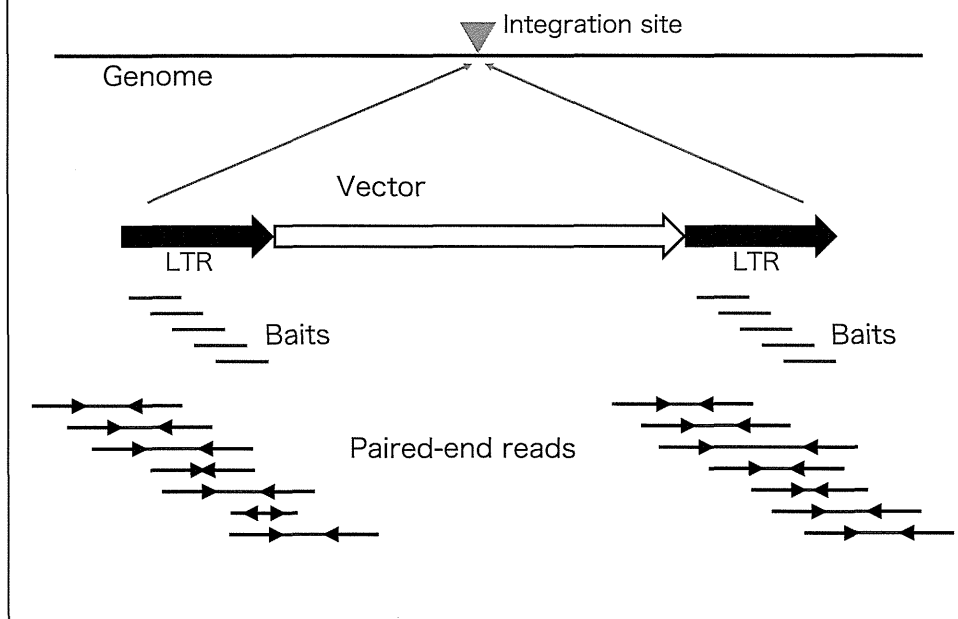 Integration site
Genome
Vector
LTR
LTR
Baits
Baits
Paired-end reads